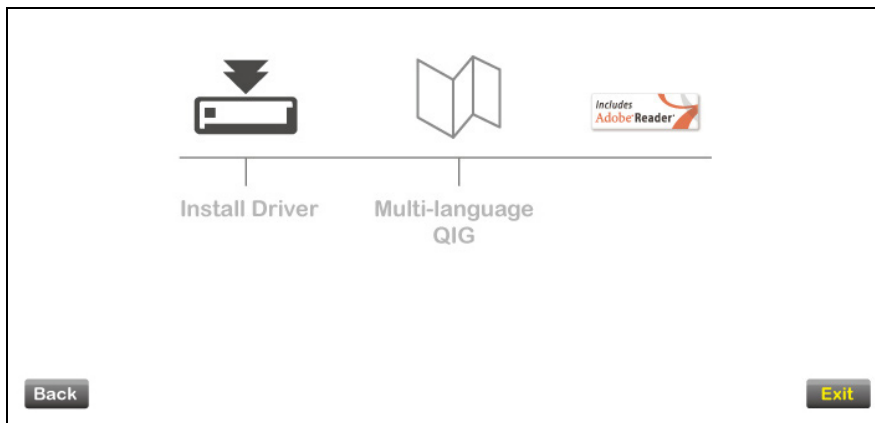 Includes
Adobe® Reader®
Install Driver
Multi-language
QIG
Back
Exit